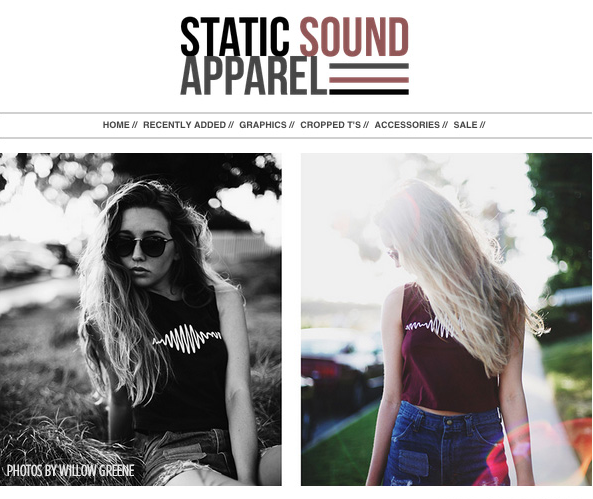 STATIC SOUND
APPAREL
HOME // RECENTLY ADDED // GRAPHICS // CROPPED T'S // ACCESSORIES // SALE //
PHOTOS BY WILLOW GREENE